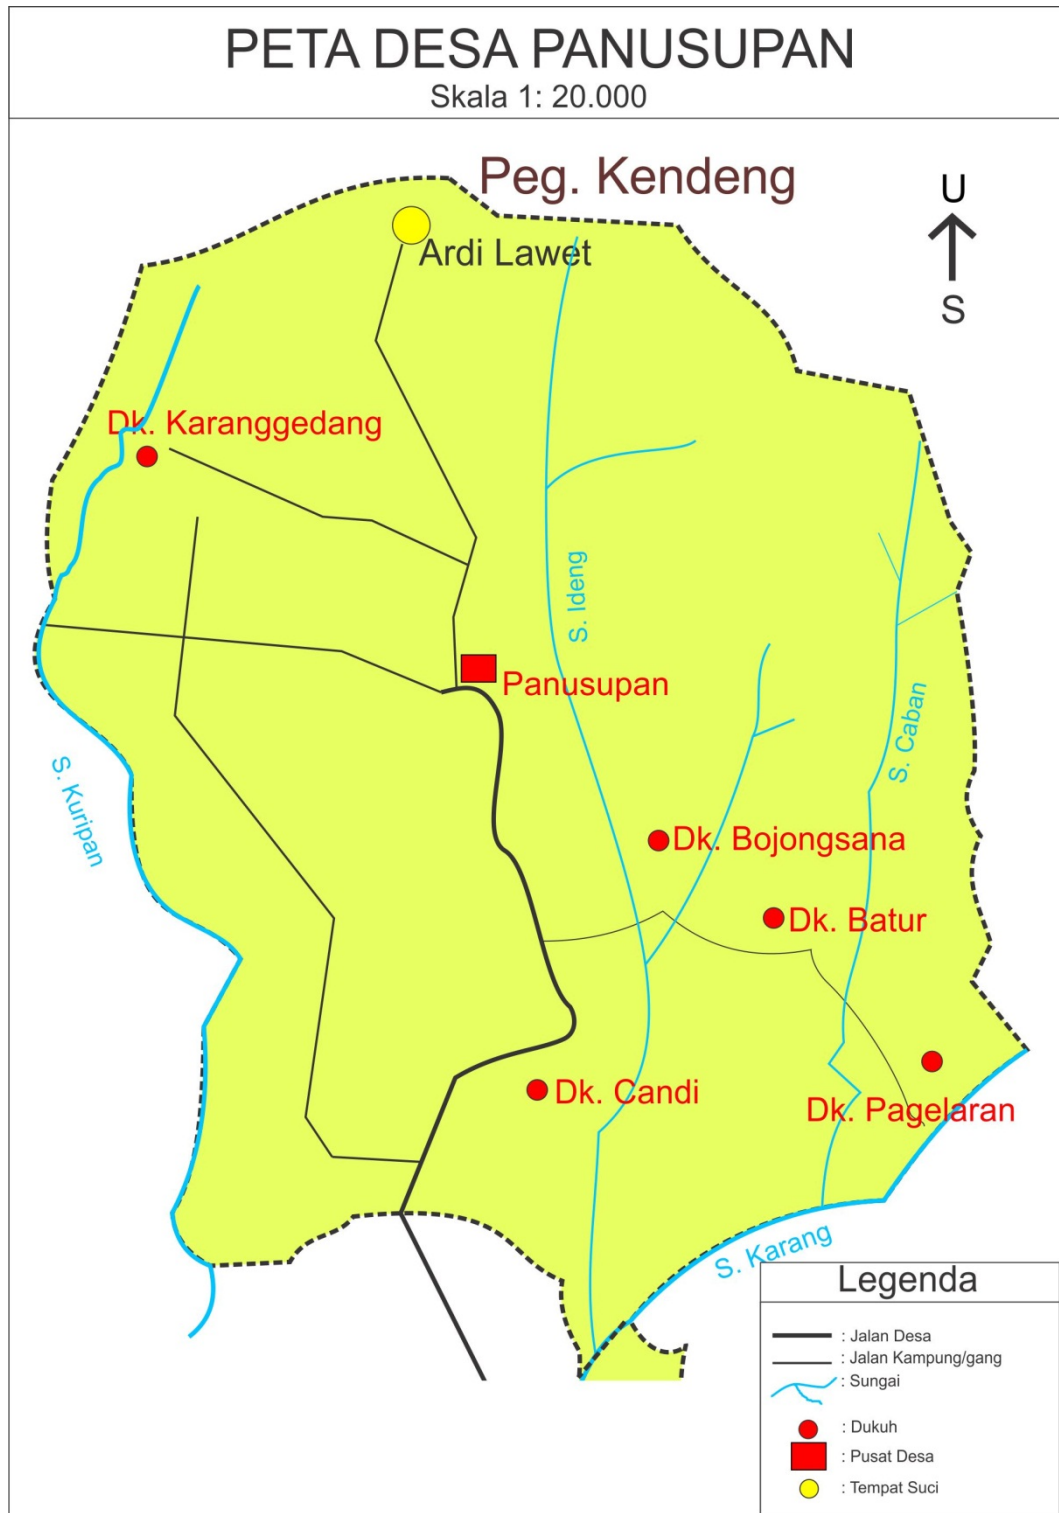 PETA DESA PANUSUPAN
Skala 1: 20.000
Peg. Kendeng
U
S
Ardi Lawet
Dk. Karanggedang
S. Ideng
Panusupan
S. Caban
S. Kuripan
Dk. Bojongsana
Dk. Batur
Dk. Candi
Dk. Pagelaran
S. Karang
Legenda
: Jalan Desa
: Jalan Kampung/gang
: Sungai
: Dukuh
: Pusat Desa
: Tempat Suci